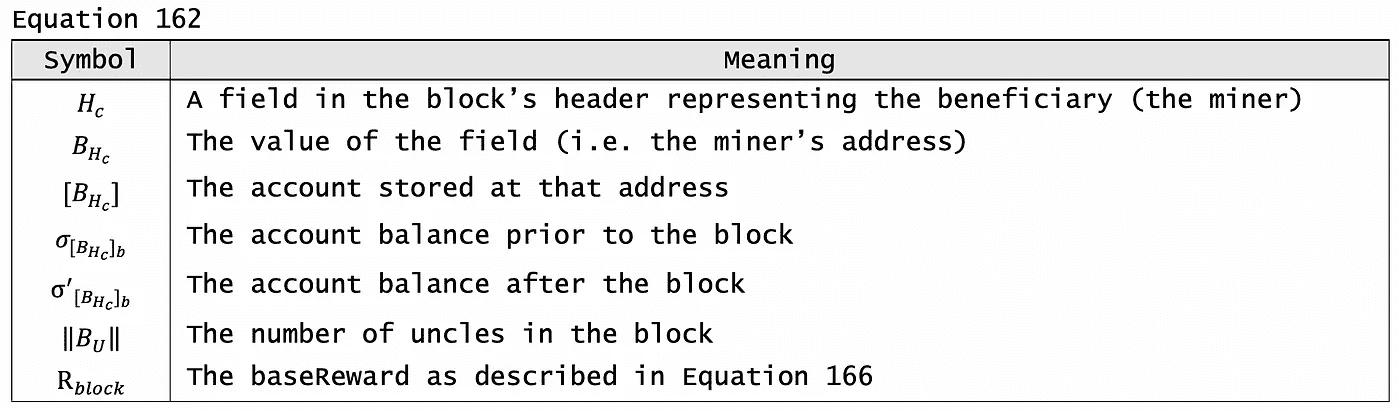 Equation 162
Symbol Meaning
H_c A field in the block’s header representing the beneficiary (the miner)
B_{H_c} The value of the field (i.e. the miner’s address)
[B_{H_c}] The account stored at that address
σ_{[B_{H_c}]_b} The account balance prior to the block
σ′_{[B_{H_c}]_b} The account balance after the block
‖B_U‖ The number of uncles in the block
R_{block} The baseReward as described in Equation 166